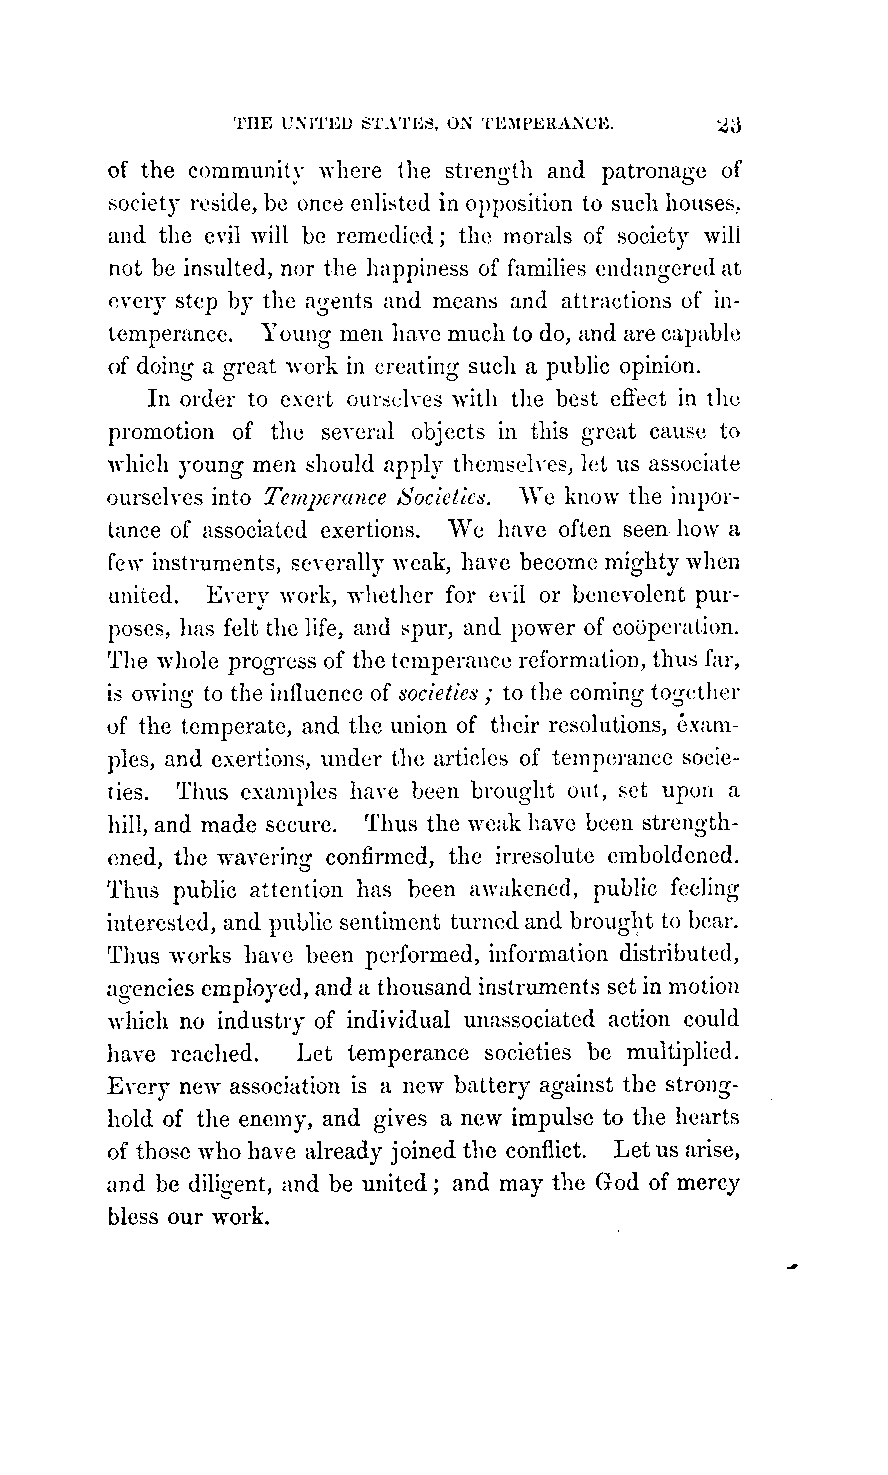 THE UNITED STATES, ON TEMPERANCE. 23
of the community where the strength and patronage of
society reside, be once enlisted in opposition to such houses,
and the evil will be remedied; the morals of society will
not be insulted, nor the happiness of families endangered at
every step by the agents and means and attractions of in-
temperance. Young men have much to do, and are capable
of doing a great work in creating such a public opinion.
In order to exert ourselves with the best effect in the
promotion of the several objects in this great cause to
which young men should apply themselves, let us associate
ourselves into Temperance Societies. We know the impor-
tance of associated exertions. We have often seen how a
few instruments, severally weak, have become mighty when
united. Every work, whether for evil or benevolent pur-
poses, has felt the life, and spur, and power of coöperation.
The whole progress of the temperance reformation, thus far,
is owing to the influence of societies; to the coming together
of the temperate, and the union of their resolutions, exam-
ples, and exertions, under the articles of temperance socie-
ties. Thus examples have been brought out, set upon a
hill, and made secure. Thus the weak have been strength-
ened, the wavering confirmed, the irresolute emboldened.
Thus public attention has been awakened, public feeling
interested, and public sentiment turned and brought to bear.
Thus works have been performed, information distributed,
agencies employed, and a thousand instruments set in motion
which no industry of individual unassociated action could
have reached. Let temperance societies be multiplied.
Every new association is a new battery against the strong-
hold of the enemy, and gives a new impulse to the hearts
of those who have already joined the conflict. Let us arise,
and be diligent, and be united; and may the God of mercy
bless our work.